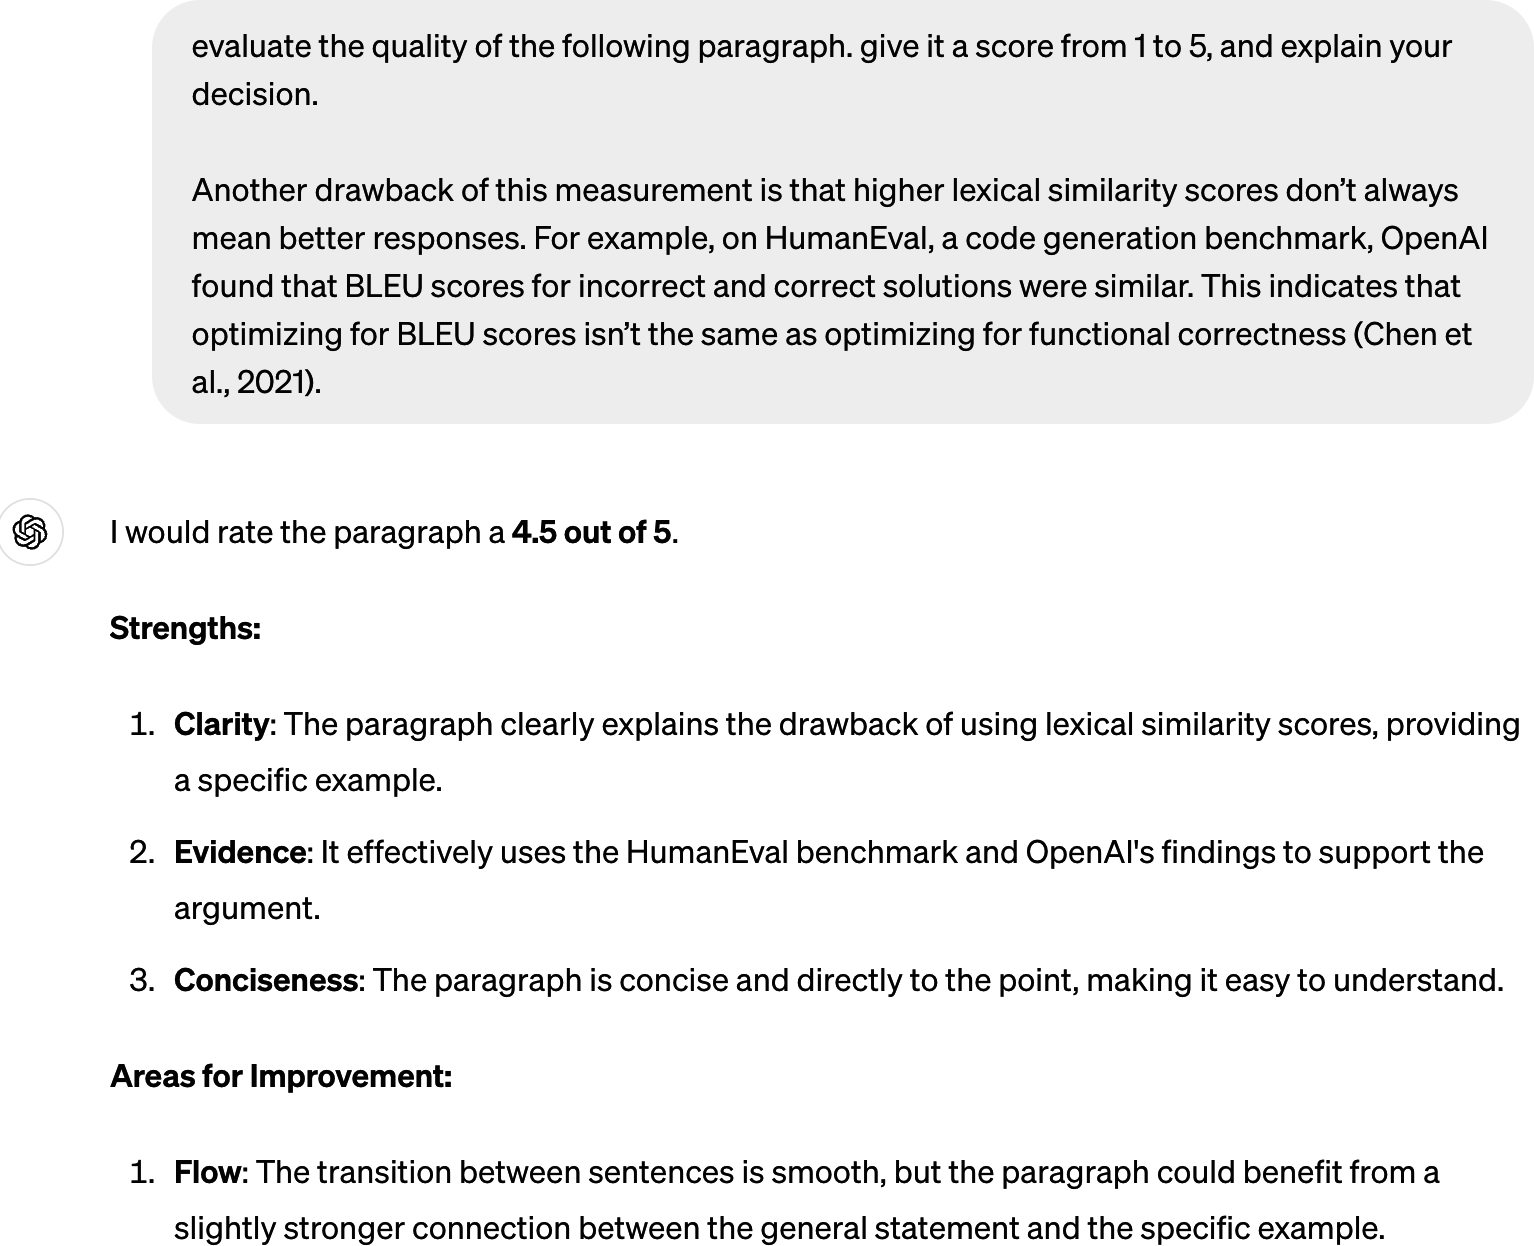 evaluate the quality of the following paragraph. give it a score from 1 to 5, and explain your
decision.
Another drawback of this measurement is that higher lexical similarity scores don’t always
mean better responses. For example, on HumanEval, a code generation benchmark, OpenAI
found that BLEU scores for incorrect and correct solutions were similar. This indicates that
optimizing for BLEU scores isn’t the same as optimizing for functional correctness (Chen et
al., 2021).
I would rate the paragraph a 4.5 out of 5.
Strengths:
1. Clarity: The paragraph clearly explains the drawback of using lexical similarity scores, providing
a specific example.
2. Evidence: It effectively uses the HumanEval benchmark and OpenAI's findings to support the
argument.
3. Conciseness: The paragraph is concise and directly to the point, making it easy to understand.
Areas for Improvement:
1. Flow: The transition between sentences is smooth, but the paragraph could benefit from a
slightly stronger connection between the general statement and the specific example.